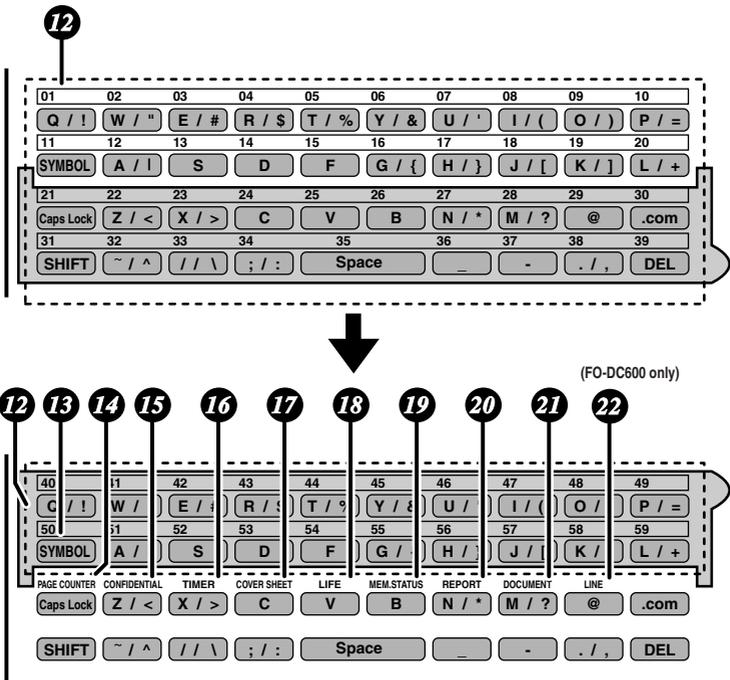 12
01 02 03 04 05 06 07 08 09 10
Q / ! W / " E / # R / $ T / % Y / & U / ' I / ( O / ) P / =
11 12 13 14 15 16 17 18 19 20
SYMBOL A / | S D F G / { H / } J / [ K / ] L / +
21 22 23 24 25 26 27 28 29 30
Caps Lock Z / < X / > C V B N / * M / ? @ .com
31 32 33 34 35 36 37 38 39
SHIFT ~ / ^ / / \ ; / : Space _ - . / , DEL
(FO-DC600 only)
12 13 14 15 16 17 18 19 20 21 22
40 41 42 43 44 45 46 47 48 49
Q / ! W / E / # R / $ T / % Y / & U / I / ( O / P / =
50 51 52 53 54 55 56 57 58 59
SYMBOL A / S D F G / H / } J / [ K / L / +
PAGE COUNTER CONFIDENTIAL TIMER COVER SHEET LIFE MEM.STATUS REPORT DOCUMENT LINE
Caps Lock Z / < X / > C V B N / * M / ? @ .com
SHIFT ~ / ^ / / \ ; / : Space _ - . / , DEL